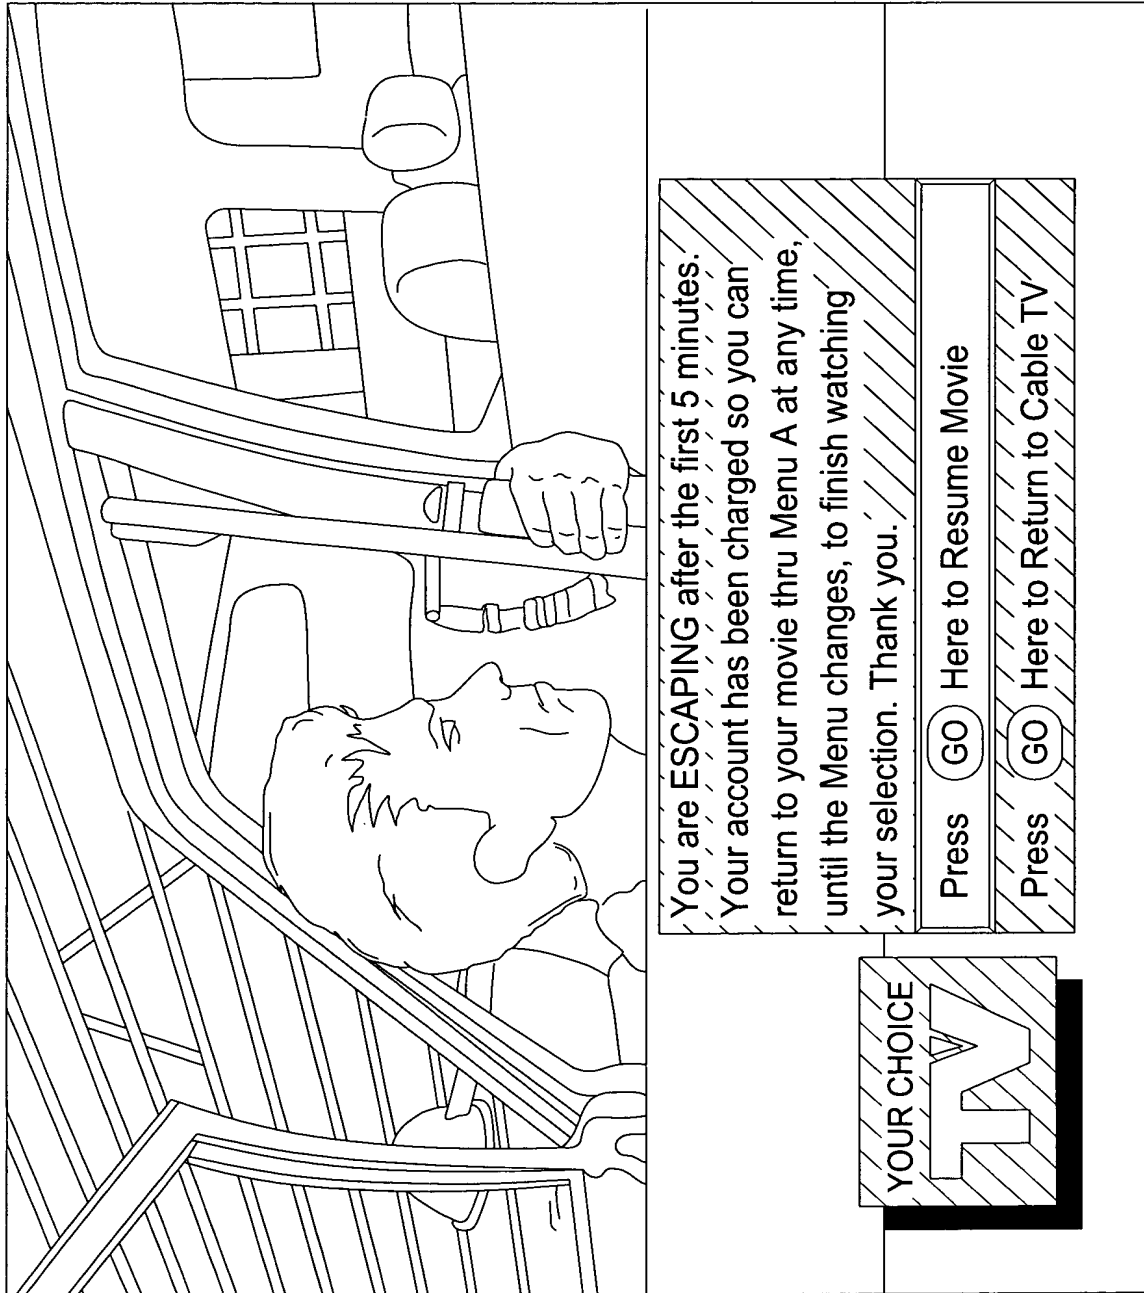 You are ESCAPING after the first 5 minutes.
Your account has been charged so you can
return to your movie thru Menu A at any time,
until the Menu changes, to finish watching
your selection. Thank you.
Press GO Here to Resume Movie
Press GO Here to Return to Cable TV
YOUR CHOICE
TV